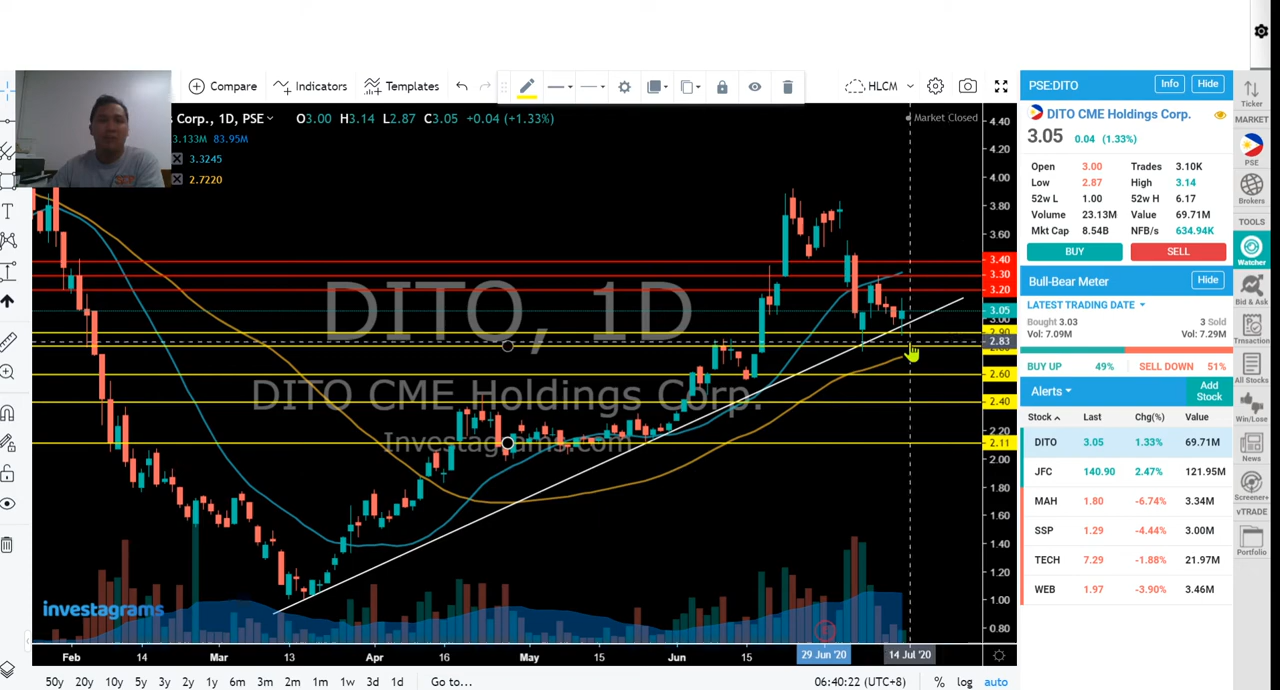 Compare
Indicators
Templates
HLCM
Corp., 1D, PSE
O3.00 H3.14 L2.87 C3.05 +0.04 (+1.33%)
3.133M 83.95M
3.3245
2.7220
Market Closed
DITO, 1D
DITO CME Holdings Corp.
Investagrams.com
investagrams
4.40
4.20
4.00
3.80
3.60
3.40
3.30
3.20
3.05
3.00
2.90
2.83
2.60
2.40
2.20
2.11
2.00
1.80
1.60
1.40
1.20
1.00
0.80
Feb 14 Mar 13 Apr 16 May 15 Jun 15 29 Jun '20 14 Jul '20
50y 20y 10y 5y 3y 2y 1y 6m 3m 2m 1m 1w 3d 1d Go to...
06:40:22 (UTC+8) % log auto
PSE:DITO Info Hide
DITO CME Holdings Corp.
3.05 0.04 (1.33%)
Open 3.00 Trades 3.10K
Low 2.87 High 3.14
52w L 1.00 52w H 6.17
Volume 23.13M Value 69.71M
Mkt Cap 8.54B NFB/s 634.94K
BUY SELL
Bull-Bear Meter Hide
LATEST TRADING DATE
Bought 3.03 3 Sold
Vol: 7.09M Vol: 7.29M
BUY UP 49% SELL DOWN 51%
Alerts Add Stock
Stock Last Chg(%) Value
DITO 3.05 1.33% 69.71M
JFC 140.90 2.47% 121.95M
MAH 1.80 -6.74% 3.34M
SSP 1.29 -4.44% 3.00M
TECH 7.29 -1.88% 21.97M
WEB 1.97 -3.90% 3.46M
Ticker
MARKET
PSE
Brokers
TOOLS
Watcher
Bid & Ask
Trnsaction
All Stocks
Win/Lose
News
Screener+
vTRADE
Portfolio